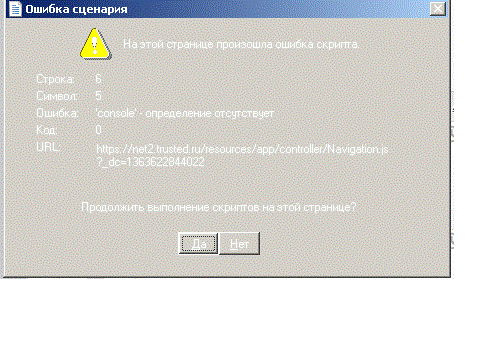 Ошибка сценария
На этой странице произошла ошибка скрипта.
Строка: 6
Символ: 5
Ошибка: 'console' - определение отсутствует
Код: 0
URL: https://net2.trusted.ru/resources/app/controller/Navigation.js
?_dc=1363622844022
Продолжить выполнение скриптов на этой странице?
Да Нет